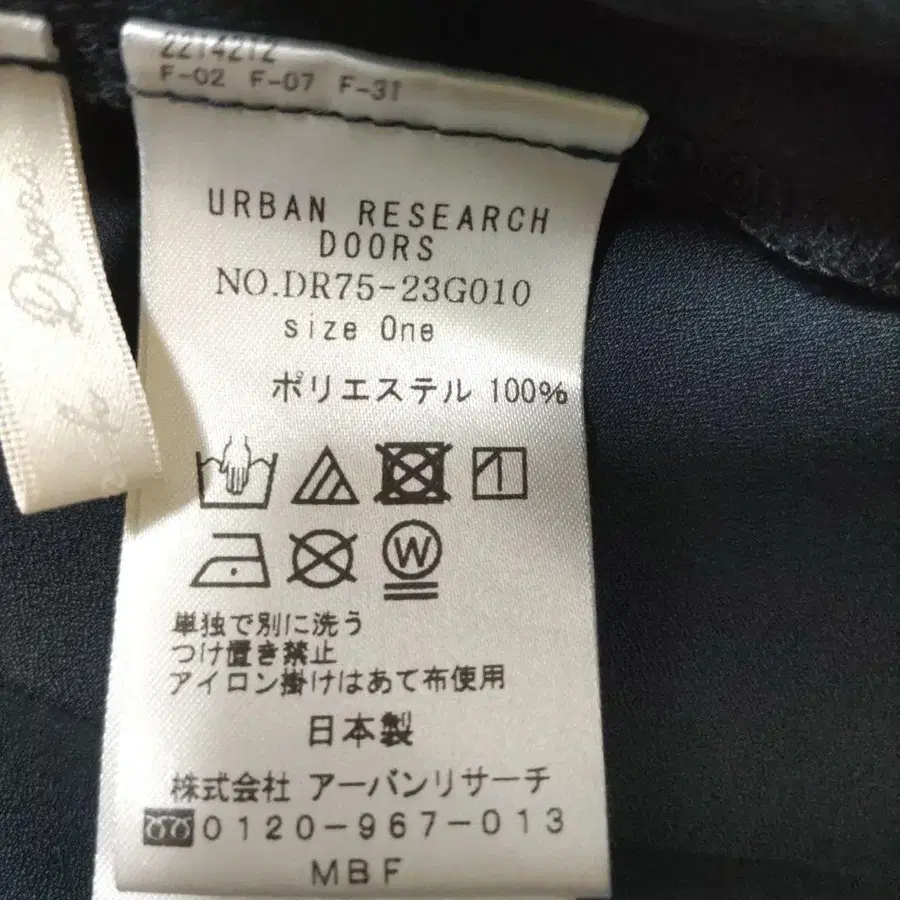 2214212
F-02 F-07 F-31
URBAN RESEARCH
DOORS
NO.DR75-23G010
size One
ポリエステル 100%
W
単独で別に洗う
つけ置き禁止
アイロン掛けはあて布使用
日本製
株式会社 アーバンリサーチ
0120-967-013
MBF
Doors